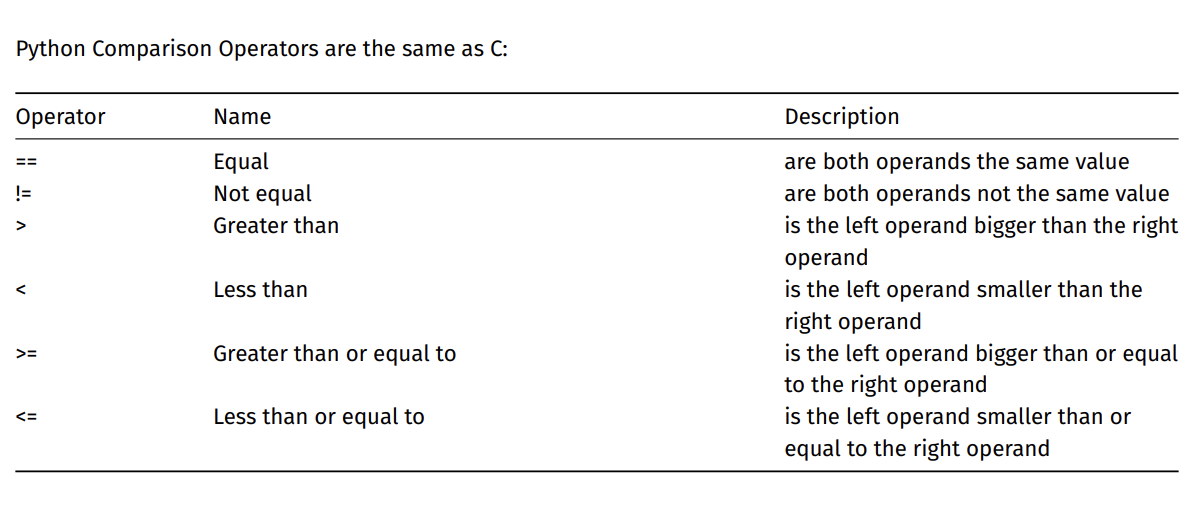 Python Comparison Operators are the same as C:
Operator Name Description
== Equal are both operands the same value
!= Not equal are both operands not the same value
> Greater than is the left operand bigger than the right
operand
< Less than is the left operand smaller than the
right operand
>= Greater than or equal to is the left operand bigger than or equal
to the right operand
<= Less than or equal to is the left operand smaller than or
equal to the right operand